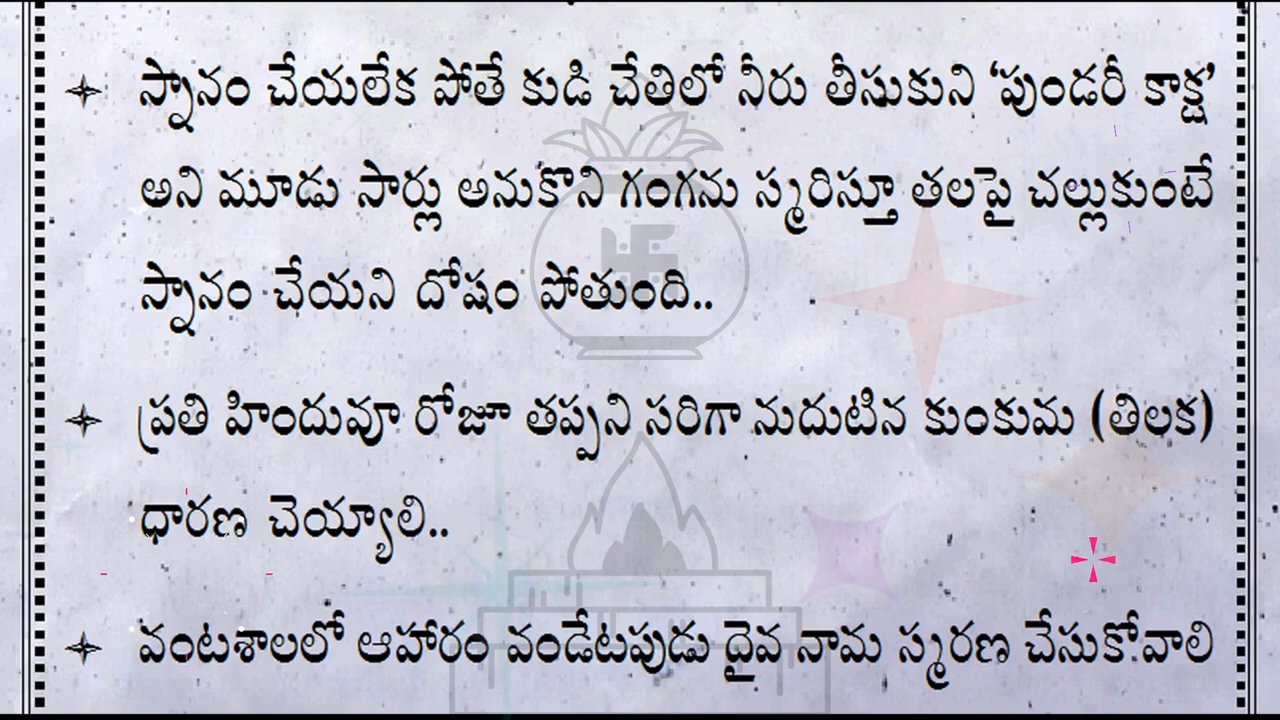 స్నానం చేయలేక పోతే కుడి చేతిలో నీరు తీసుకుని ‘పుండరీ కాక్ష’
అని మూడు సార్లు అనుకొని గంగను స్మరిస్తూ తలపై చల్లుకుంటే
స్నానం చేయని దోషం పోతుంది..
ప్రతి హిందువూ రోజూ తప్పని సరిగా నుదుటిన కుంకుమ (తిలక)
ధారణ చెయ్యాలి..
వంటశాలలో ఆహారం వండేటపుడు దైవ నామ స్మరణ చేసుకోవాలి